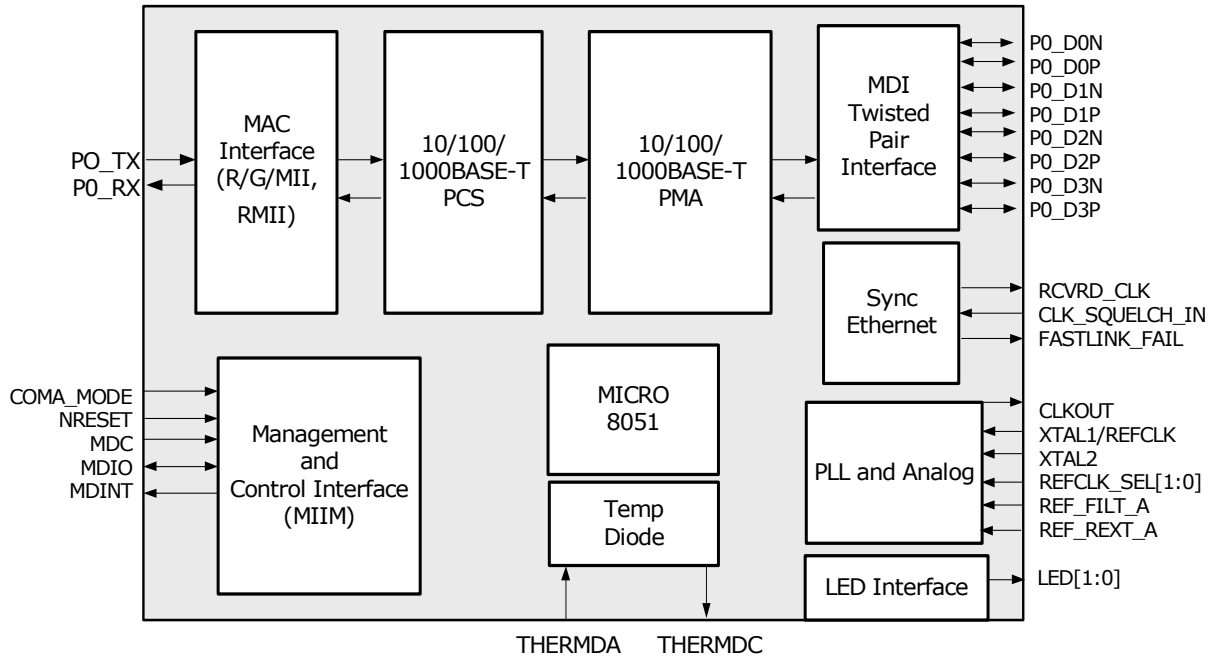 PO_TX
P0_RX
MAC
Interface
(R/G/MII,
RMII)
10/100/
1000BASE-T
PCS
10/100/
1000BASE-T
PMA
MDI
Twisted
Pair
Interface
P0_D0N
P0_D0P
P0_D1N
P0_D1P
P0_D2N
P0_D2P
P0_D3N
P0_D3P
Sync
Ethernet
RCVRD_CLK
CLK_SQUELCH_IN
FASTLINK_FAIL
COMA_MODE
NRESET
MDC
MDIO
MDINT
Management
and
Control Interface
(MIIM)
MICRO
8051
Temp
Diode
THERMDA
THERMDC
PLL and Analog
CLKOUT
XTAL1/REFCLK
XTAL2
REFCLK_SEL[1:0]
REF_FILT_A
REF_REXT_A
LED Interface
LED[1:0]